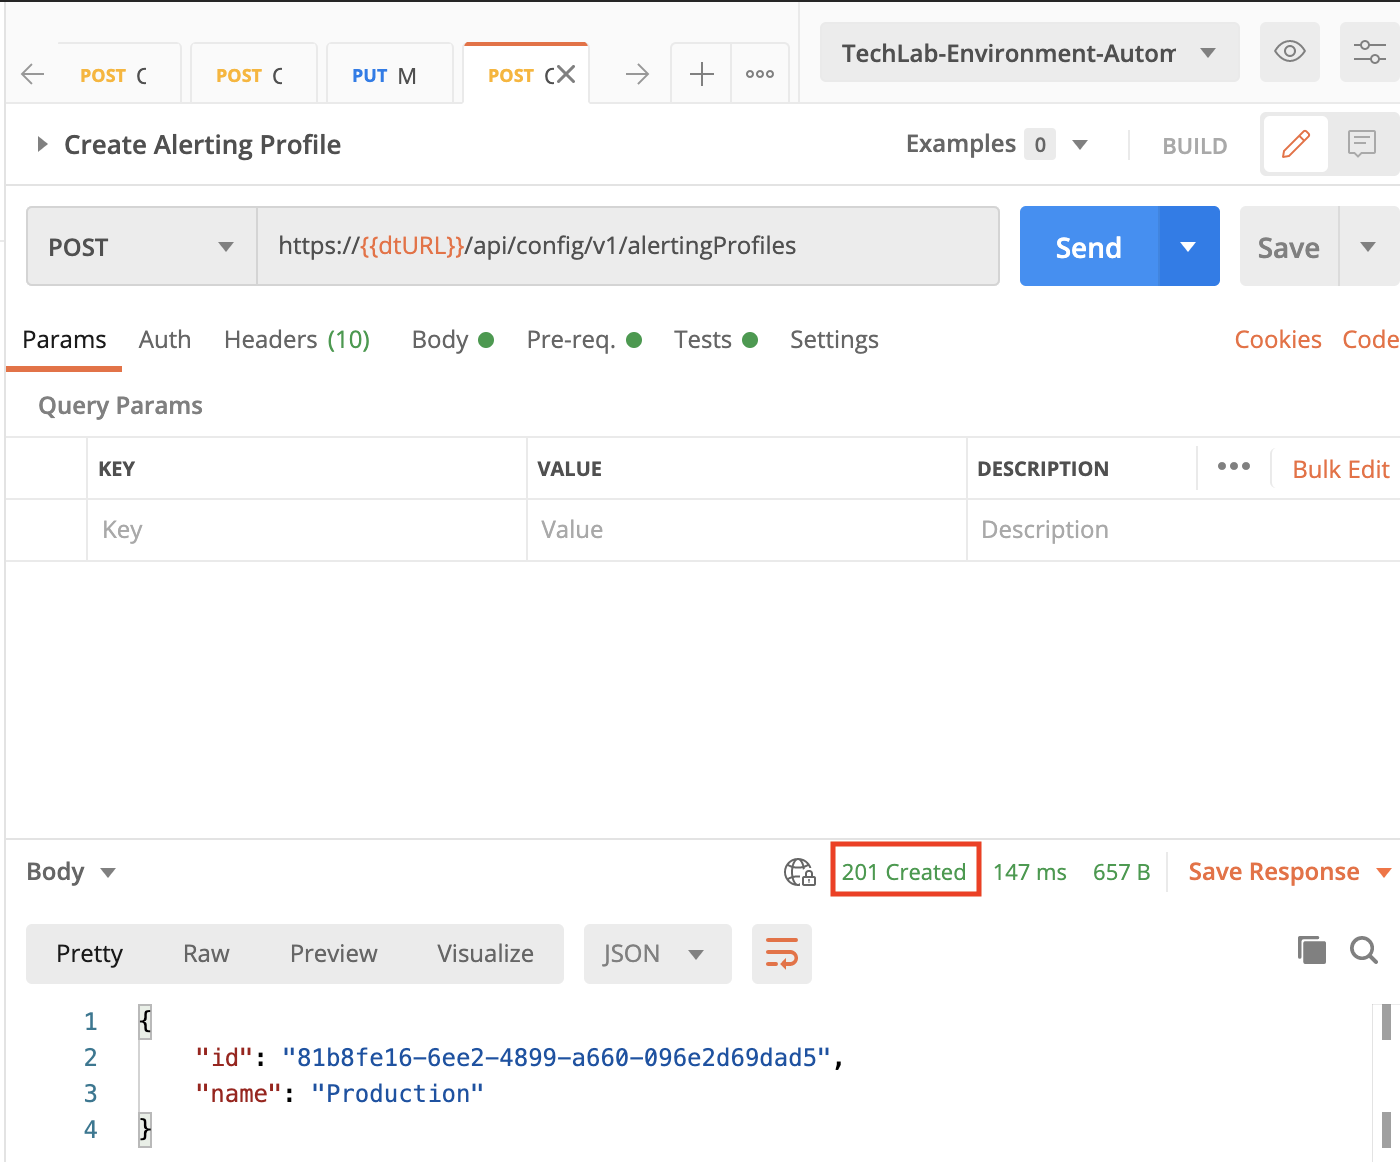 POST C POST C PUT M POST C TechLab-Environment-Autom
Create Alerting Profile Examples 0 BUILD
POST https://{{dtURL}}/api/config/v1/alertingProfiles Send Save
Params Auth Headers (10) Body Pre-req. Tests Settings Cookies Code
Query Params
KEY VALUE DESCRIPTION Bulk Edit
Key Value Description
Body 201 Created 147 ms 657 B Save Response
Pretty Raw Preview Visualize JSON
1 {
2 "id": "81b8fe16-6ee2-4899-a660-096e2d69dad5",
3 "name": "Production"
4 }